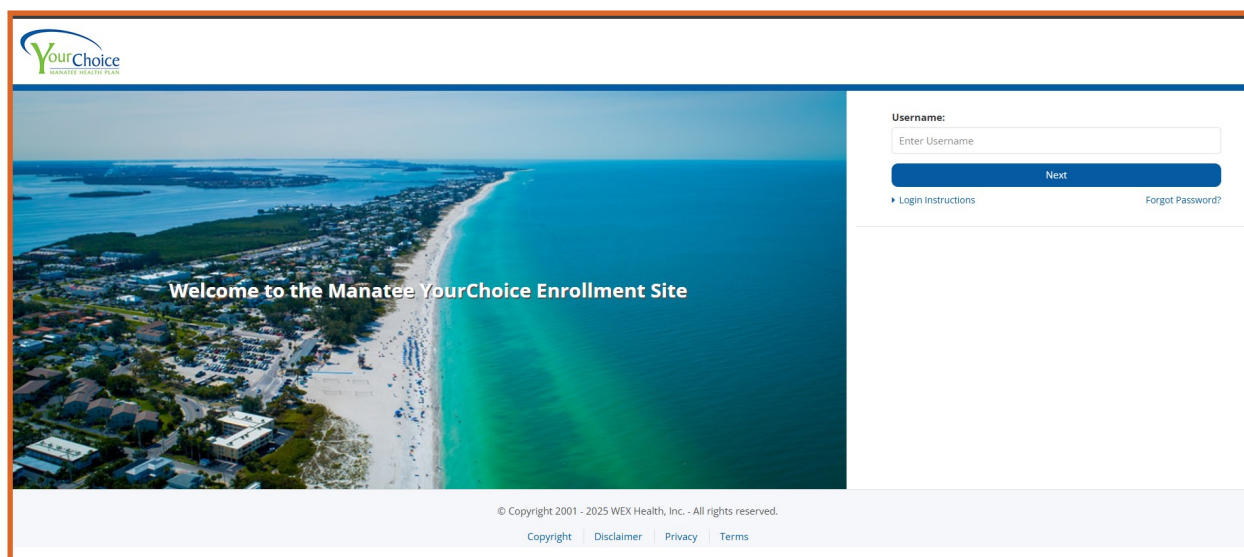 YourChoice
MANATEE HEALTH PLAN
Username:
Enter Username
Next
Login Instructions
Forgot Password?
Welcome to the Manatee YourChoice Enrollment Site
© Copyright 2001 - 2025 WEX Health, Inc. - All rights reserved.
Copyright Disclaimer Privacy Terms